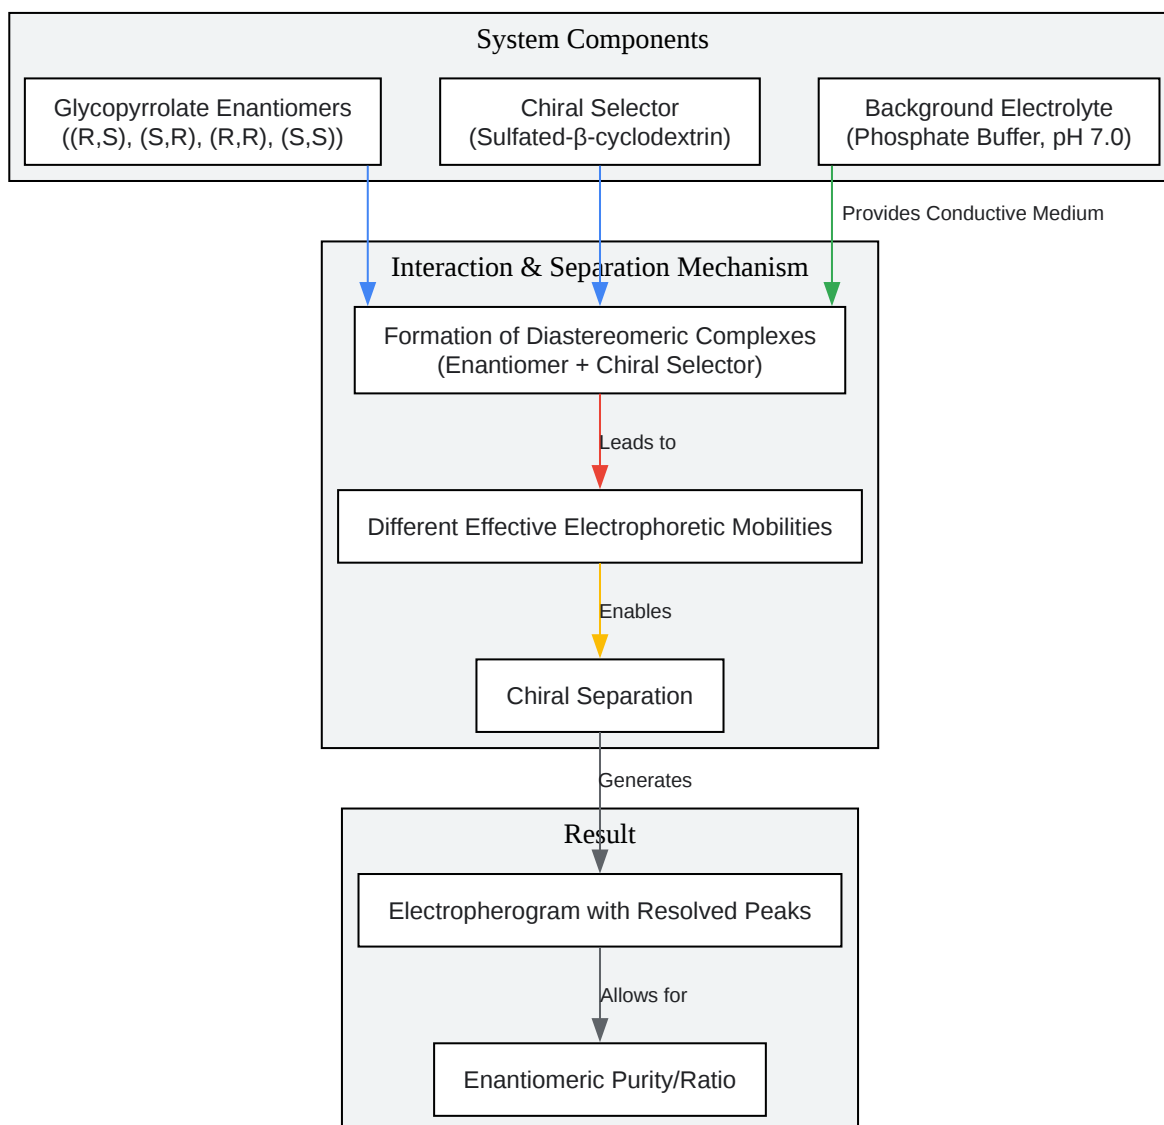 System Components
Glycopyrrolate Enantiomers
((R,S), (S,R), (R,R), (S,S))
Chiral Selector
(Sulfated-β-cyclodextrin)
Background Electrolyte
(Phosphate Buffer, pH 7.0)
Provides Conductive Medium
Interaction & Separation Mechanism
Formation of Diastereomeric Complexes
(Enantiomer + Chiral Selector)
Leads to
Different Effective Electrophoretic Mobilities
Enables
Chiral Separation
Generates
Result
Electropherogram with Resolved Peaks
Allows for
Enantiomeric Purity/Ratio